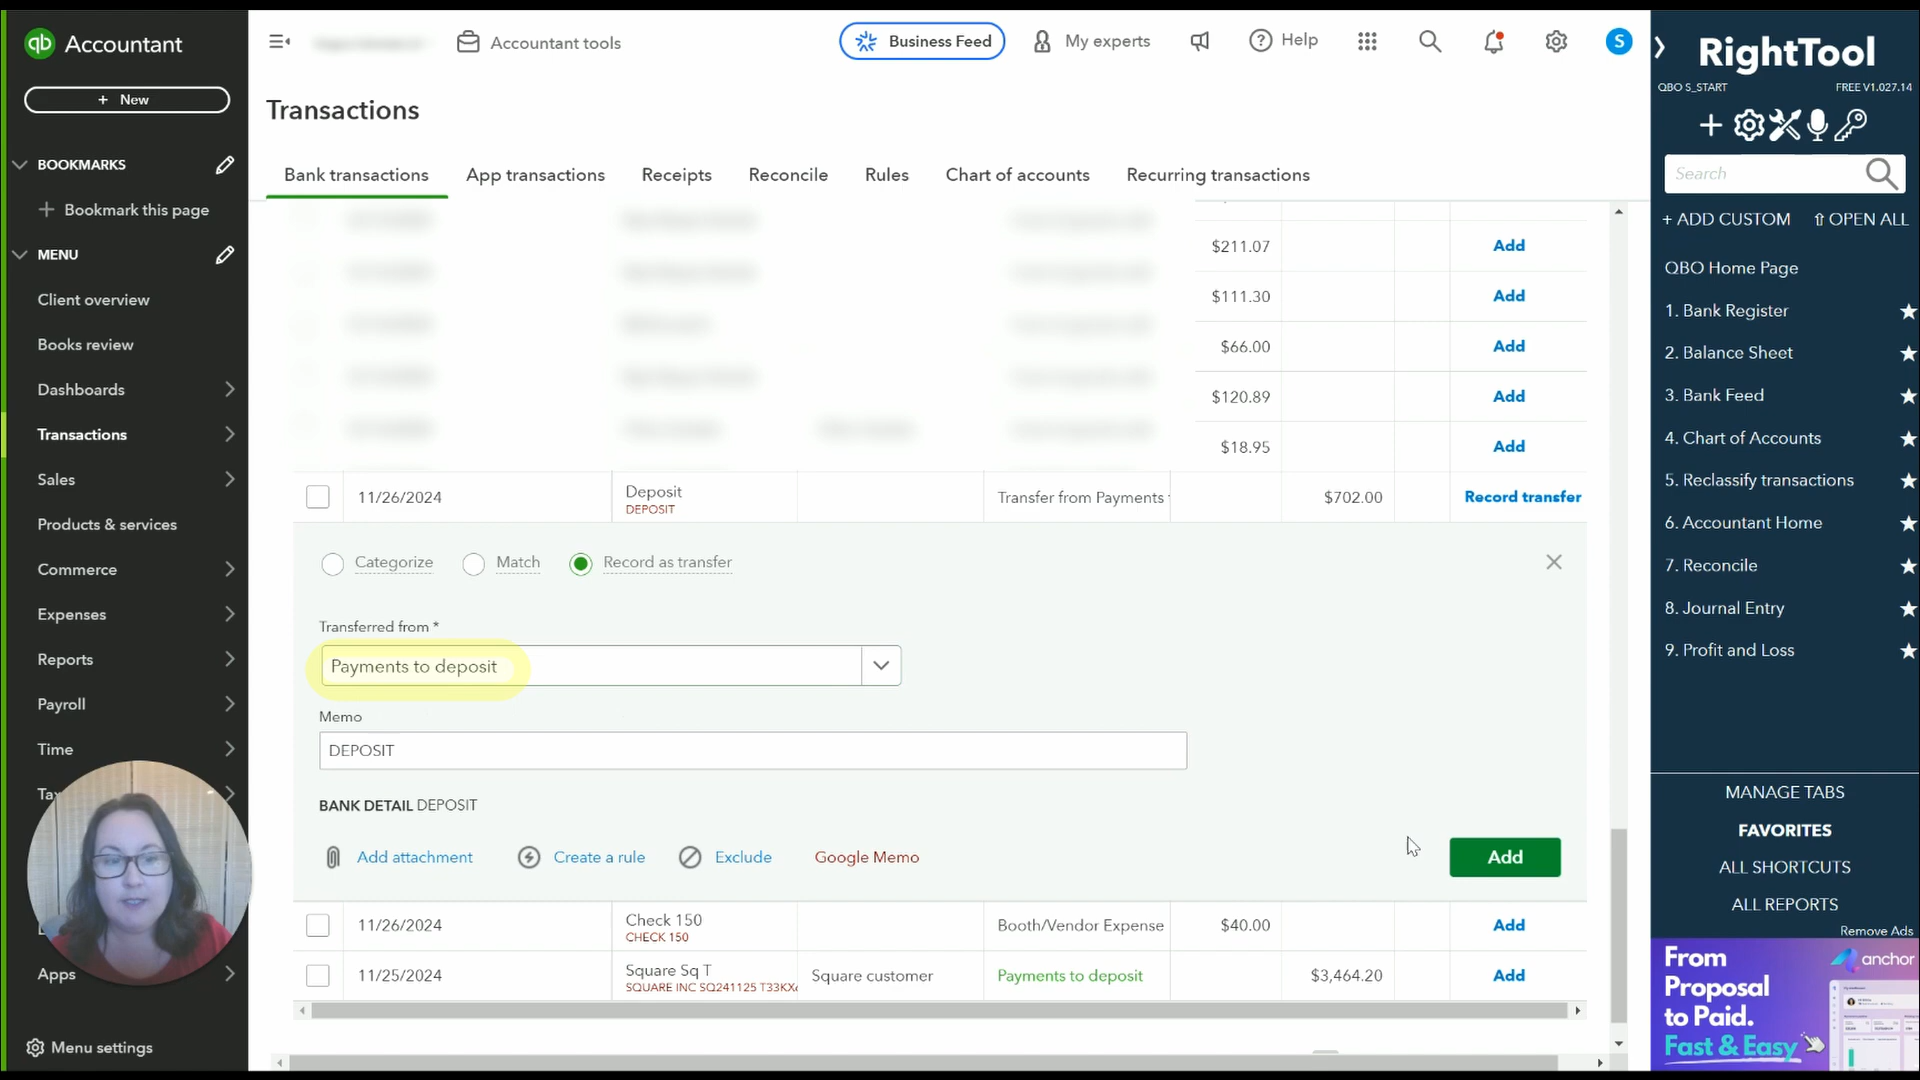 qb Accountant
+ New
BOOKMARKS
Bookmark this page
MENU
Client overview
Books review
Dashboards
Transactions
Sales
Products & services
Commerce
Expenses
Reports
Payroll
Time
Apps
Menu settings
Accountant tools
Business Feed
My experts
Help
S
Transactions
Bank transactions
App transactions
Receipts
Reconcile
Rules
Chart of accounts
Recurring transactions
$211.07 Add
$111.30 Add
$66.00 Add
$120.89 Add
$18.95 Add
11/26/2024 Deposit Transfer from Payments $702.00 Record transfer
DEPOSIT
Categorize Match Record as transfer
Transferred from *
Payments to deposit
Memo
DEPOSIT
BANK DETAIL DEPOSIT
Add attachment Create a rule Exclude Google Memo Add
11/26/2024 Check 150 Booth/Vendor Expense $40.00 Add
CHECK 150
11/25/2024 Square Sq T Square customer Payments to deposit $3,464.20 Add
SQUARE INC SQ241125
RightTool
QBO S_START FREE V1.027.14
Search
+ ADD CUSTOM ⇧ OPEN ALL
QBO Home Page
1. Bank Register
2. Balance Sheet
3. Bank Feed
4. Chart of Accounts
5. Reclassify transactions
6. Accountant Home
7. Reconcile
8. Journal Entry
9. Profit and Loss
MANAGE TABS
FAVORITES
ALL SHORTCUTS
ALL REPORTS
Remove Ads
From
Proposal
to Paid.
Fast & Easy
anchor